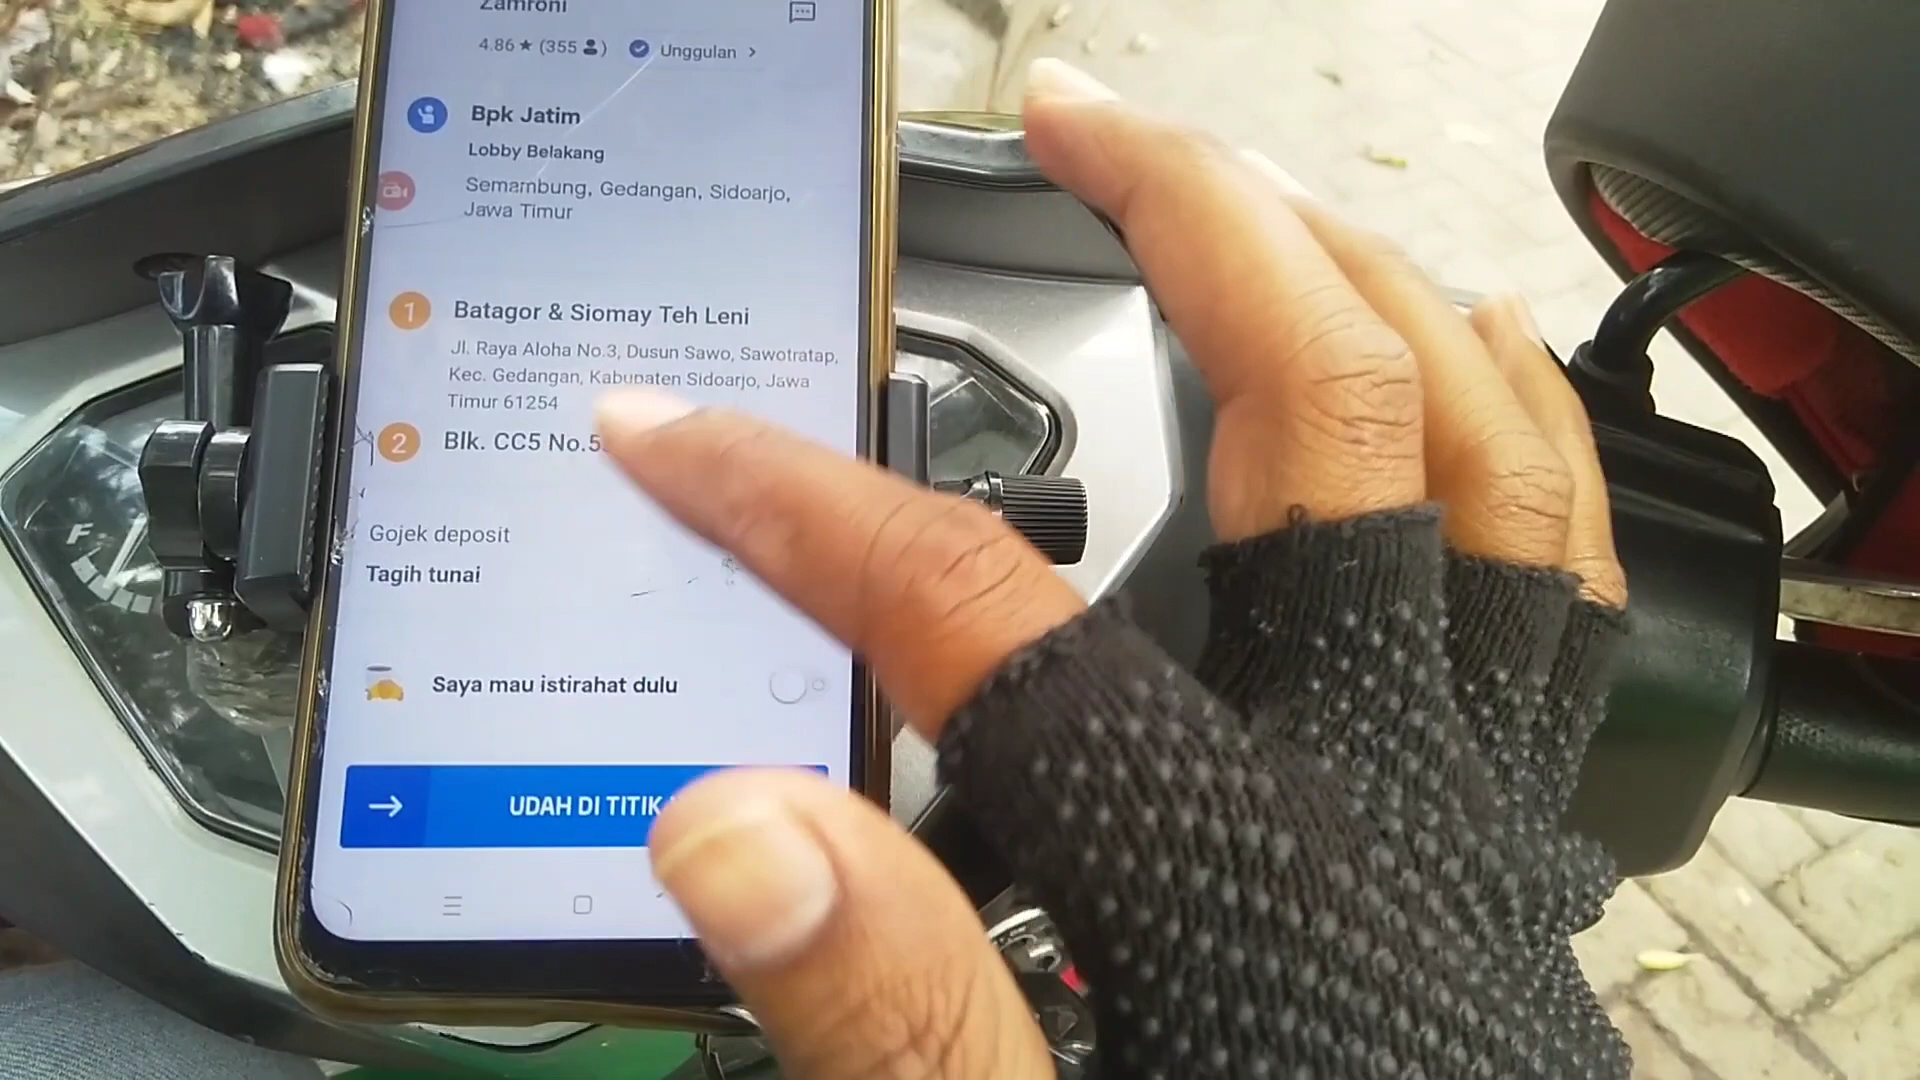 Zamroni
4.86 ★ (355) Unggulan >
Bpk Jatim
Lobby Belakang
Semambung, Gedangan, Sidoarjo,
Jawa Timur
1 Batagor & Siomay Teh Leni
Jl. Raya Aloha No.3, Dusun Sawo, Sawotratap,
Kec. Gedangan, Kabupaten Sidoarjo, Jawa
Timur 61254
2 Blk. CC5 No.5
Gojek deposit
Tagih tunai
Saya mau istirahat dulu
UDAH DI TITIK
F